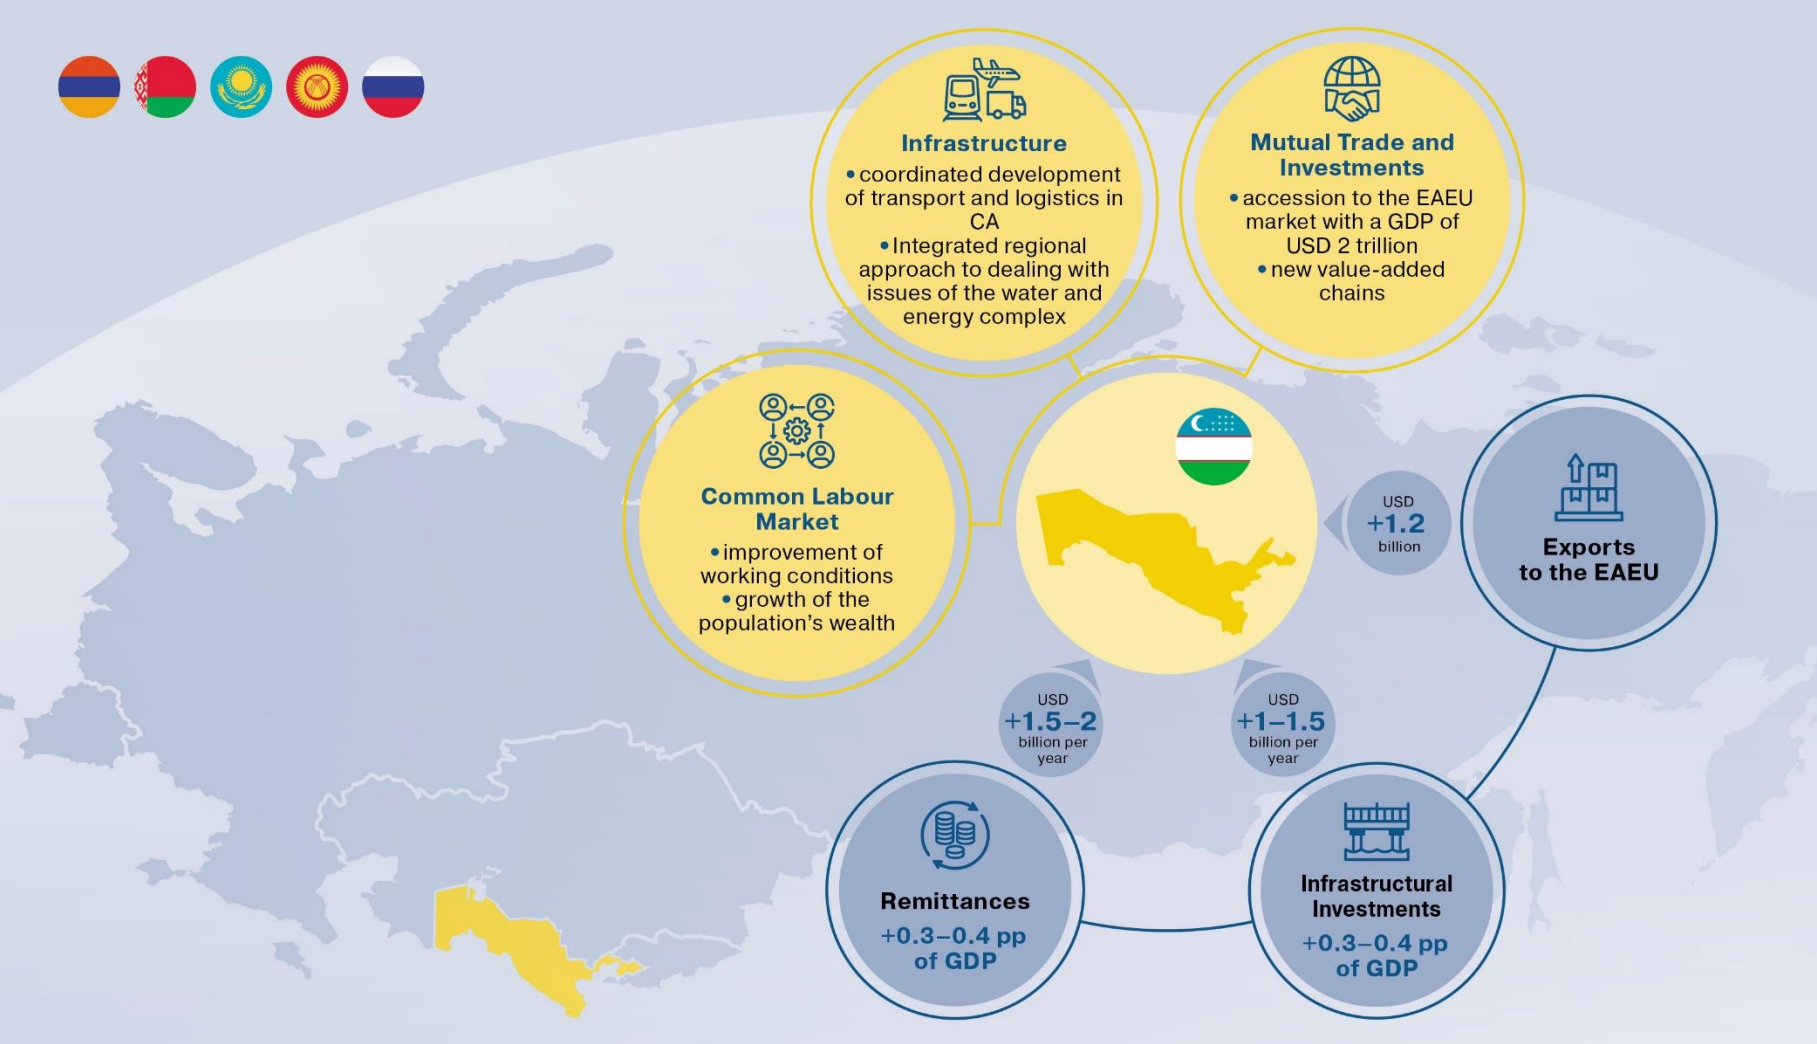 Infrastructure
• coordinated development
of transport and logistics in
CA
• Integrated regional
approach to dealing with
issues of the water and
energy complex
Mutual Trade and
Investments
• accession to the EAEU
market with a GDP of
USD 2 trillion
• new value-added
chains
Common Labour
Market
• improvement of
working conditions
• growth of the
population’s wealth
USD
+1.2
billion
Exports
to the EAEU
USD
+1.5–2
billion per
year
USD
+1–1.5
billion per
year
Remittances
+0.3–0.4 pp
of GDP
Infrastructural
Investments
+0.3–0.4 pp
of GDP